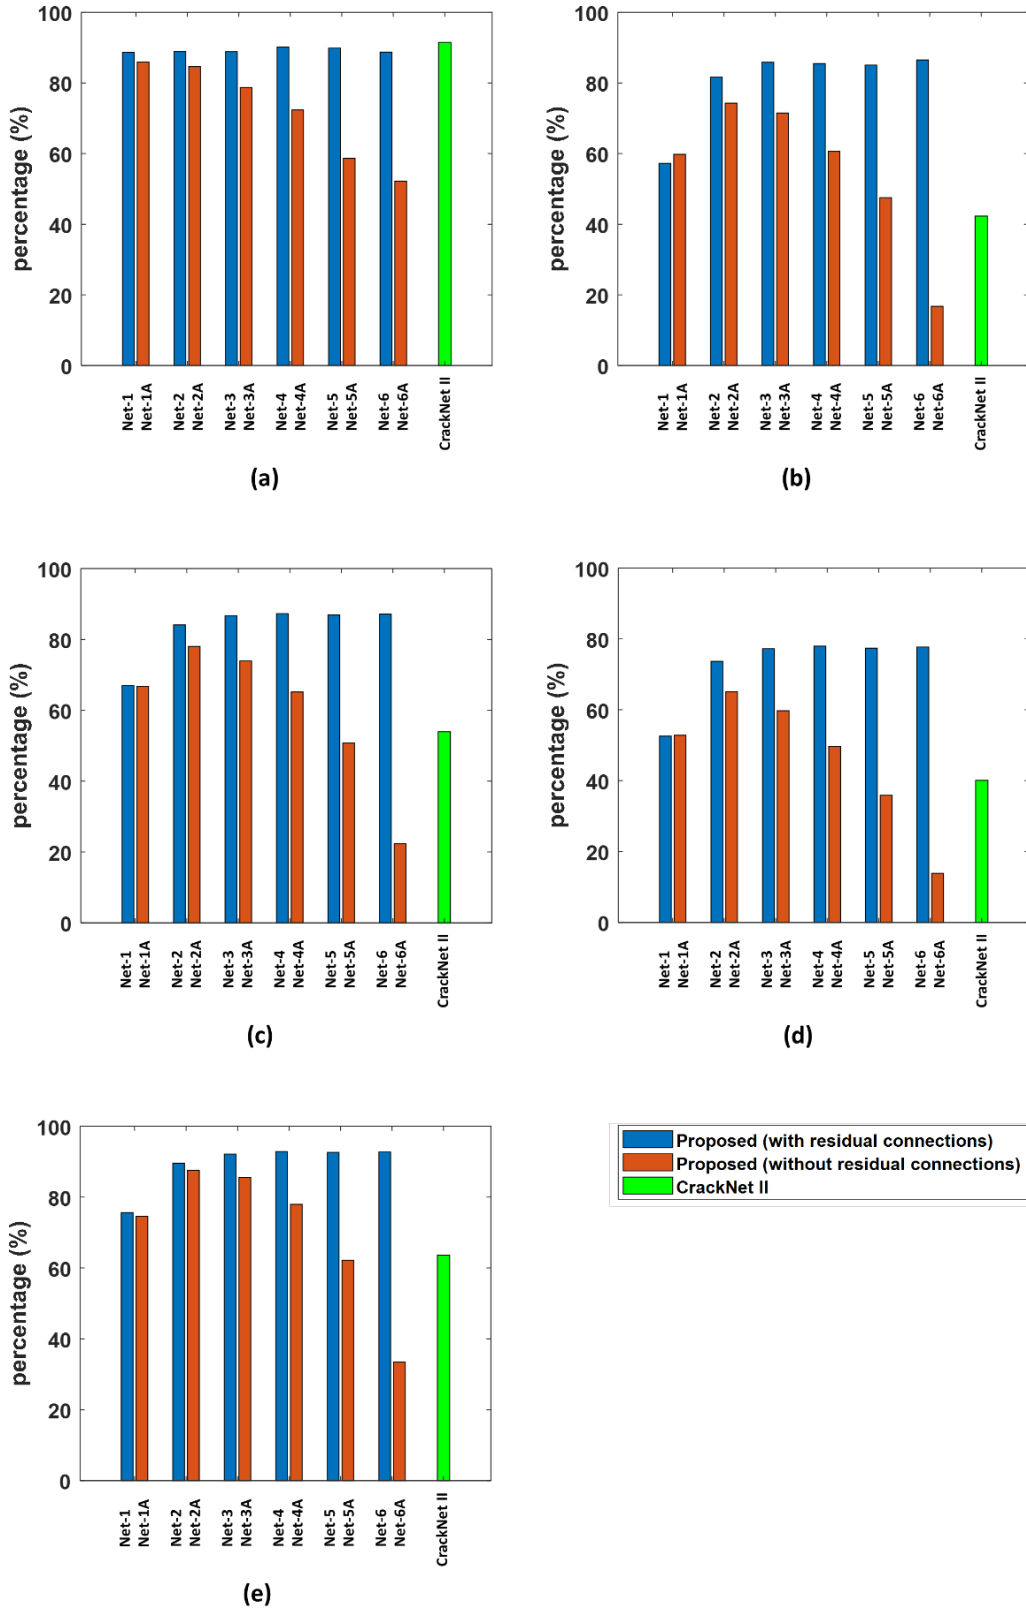 100
80
60
40
20
0
percentage (%)
Net-1
Net-1A
Net-2
Net-2A
Net-3
Net-3A
Net-4
Net-4A
Net-5
Net-5A
Net-6
Net-6A
CrackNet II
(a)
100
80
60
40
20
0
percentage (%)
Net-1
Net-1A
Net-2
Net-2A
Net-3
Net-3A
Net-4
Net-4A
Net-5
Net-5A
Net-6
Net-6A
CrackNet II
(b)
100
80
60
40
20
0
percentage (%)
Net-1
Net-1A
Net-2
Net-2A
Net-3
Net-3A
Net-4
Net-4A
Net-5
Net-5A
Net-6
Net-6A
CrackNet II
(c)
100
80
60
40
20
0
percentage (%)
Net-1
Net-1A
Net-2
Net-2A
Net-3
Net-3A
Net-4
Net-4A
Net-5
Net-5A
Net-6
Net-6A
CrackNet II
(d)
100
80
60
40
20
0
percentage (%)
Net-1
Net-1A
Net-2
Net-2A
Net-3
Net-3A
Net-4
Net-4A
Net-5
Net-5A
Net-6
Net-6A
CrackNet II
(e)
Proposed (with residual connections)
Proposed (without residual connections)
CrackNet II